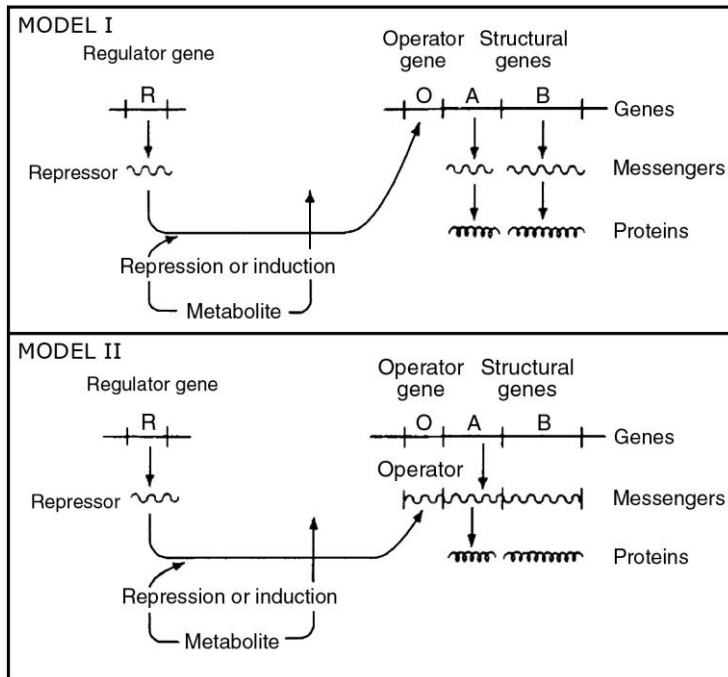 MODEL I
Regulator gene
Operator
gene
Structural
genes
R
O
A
B
Genes
Repressor
Messengers
Proteins
Repression or induction
Metabolite
MODEL II
Regulator gene
Operator
gene
Structural
genes
R
O
A
B
Genes
Operator
Repressor
Messengers
Proteins
Repression or induction
Metabolite